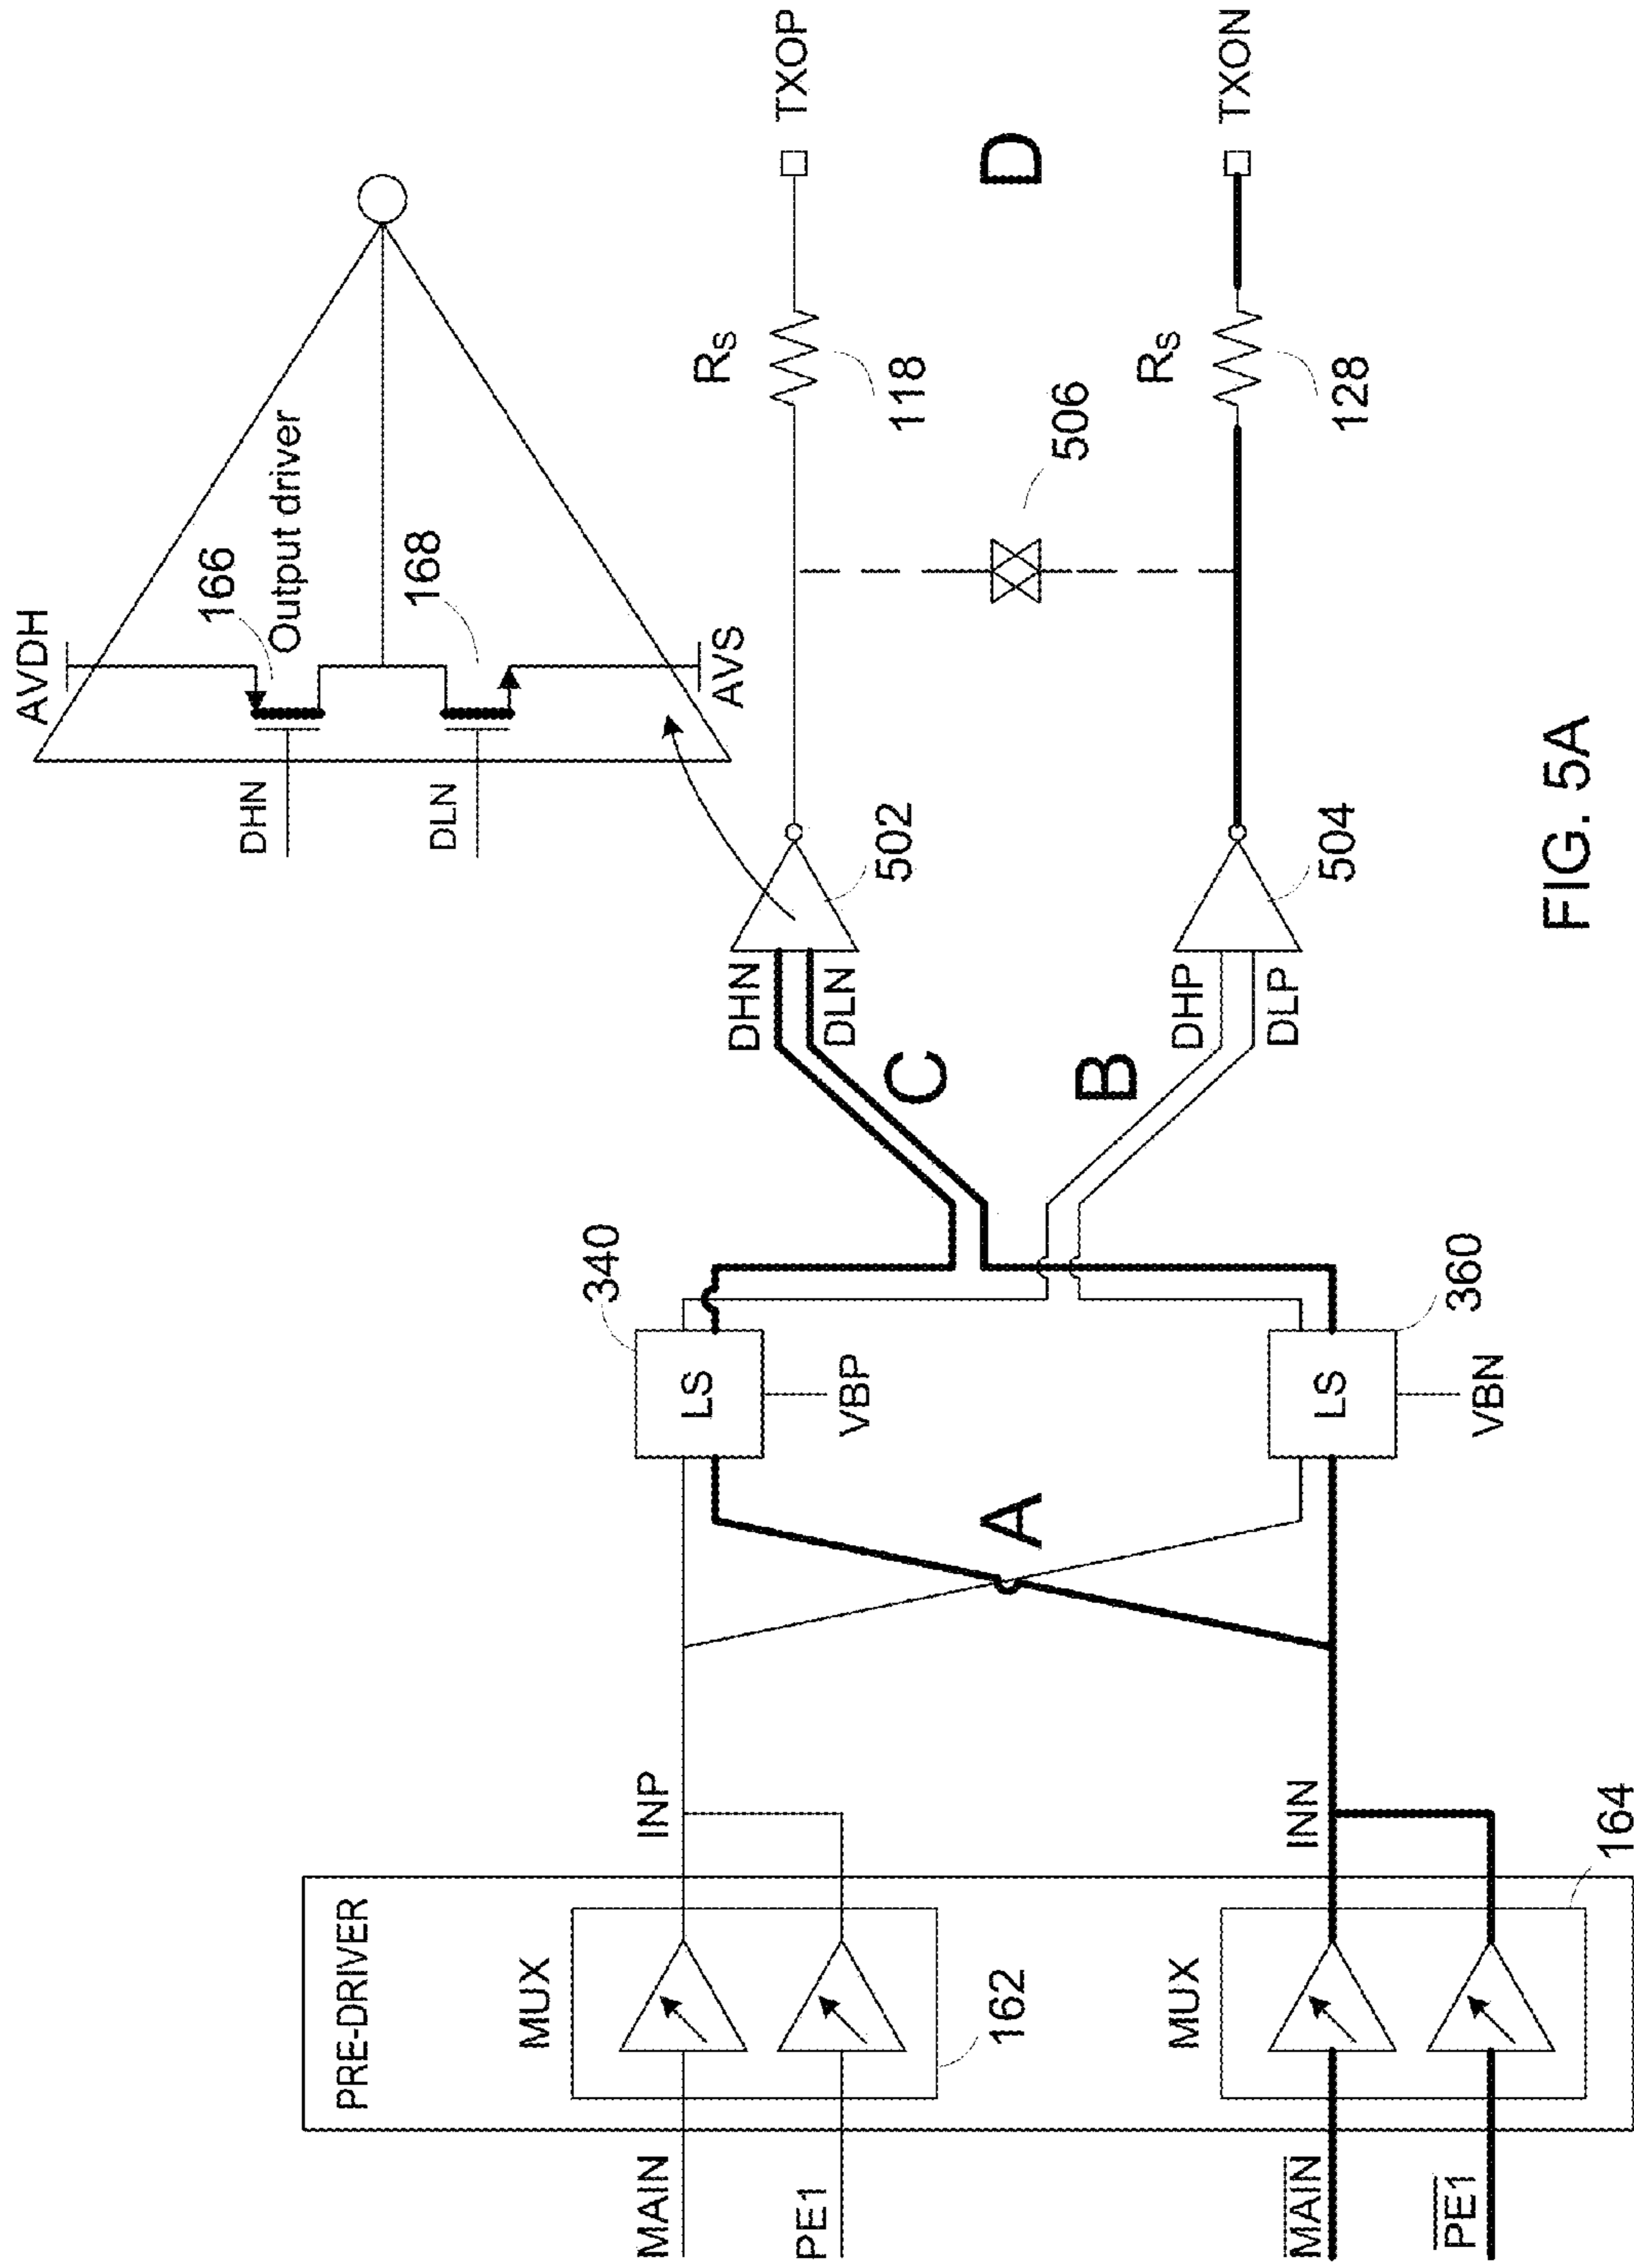 PRE-DRIVER
MAIN
PE1
MUX
162
INP
M̅A̅I̅N̅
P̅E̅1̅
MUX
164
INN
A
340
LS
VBP
LS
360
VBN
C
B
DHN
DLN
502
DHP
DLP
504
AVDH
166
Output driver
168
AVS
DHN
DLN
RS
118
506
RS
128
D
TXOP
TXON
FIG. 5A